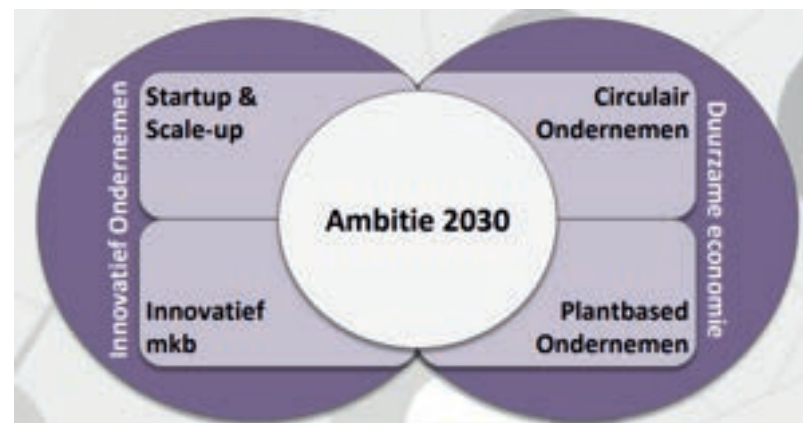 Innovatief Ondernemen
Startup &
Scale-up
Innovatief
mkb
Ambitie 2030
Circulair
Ondernemen
Plantbased
Ondernemen
Duurzame economie